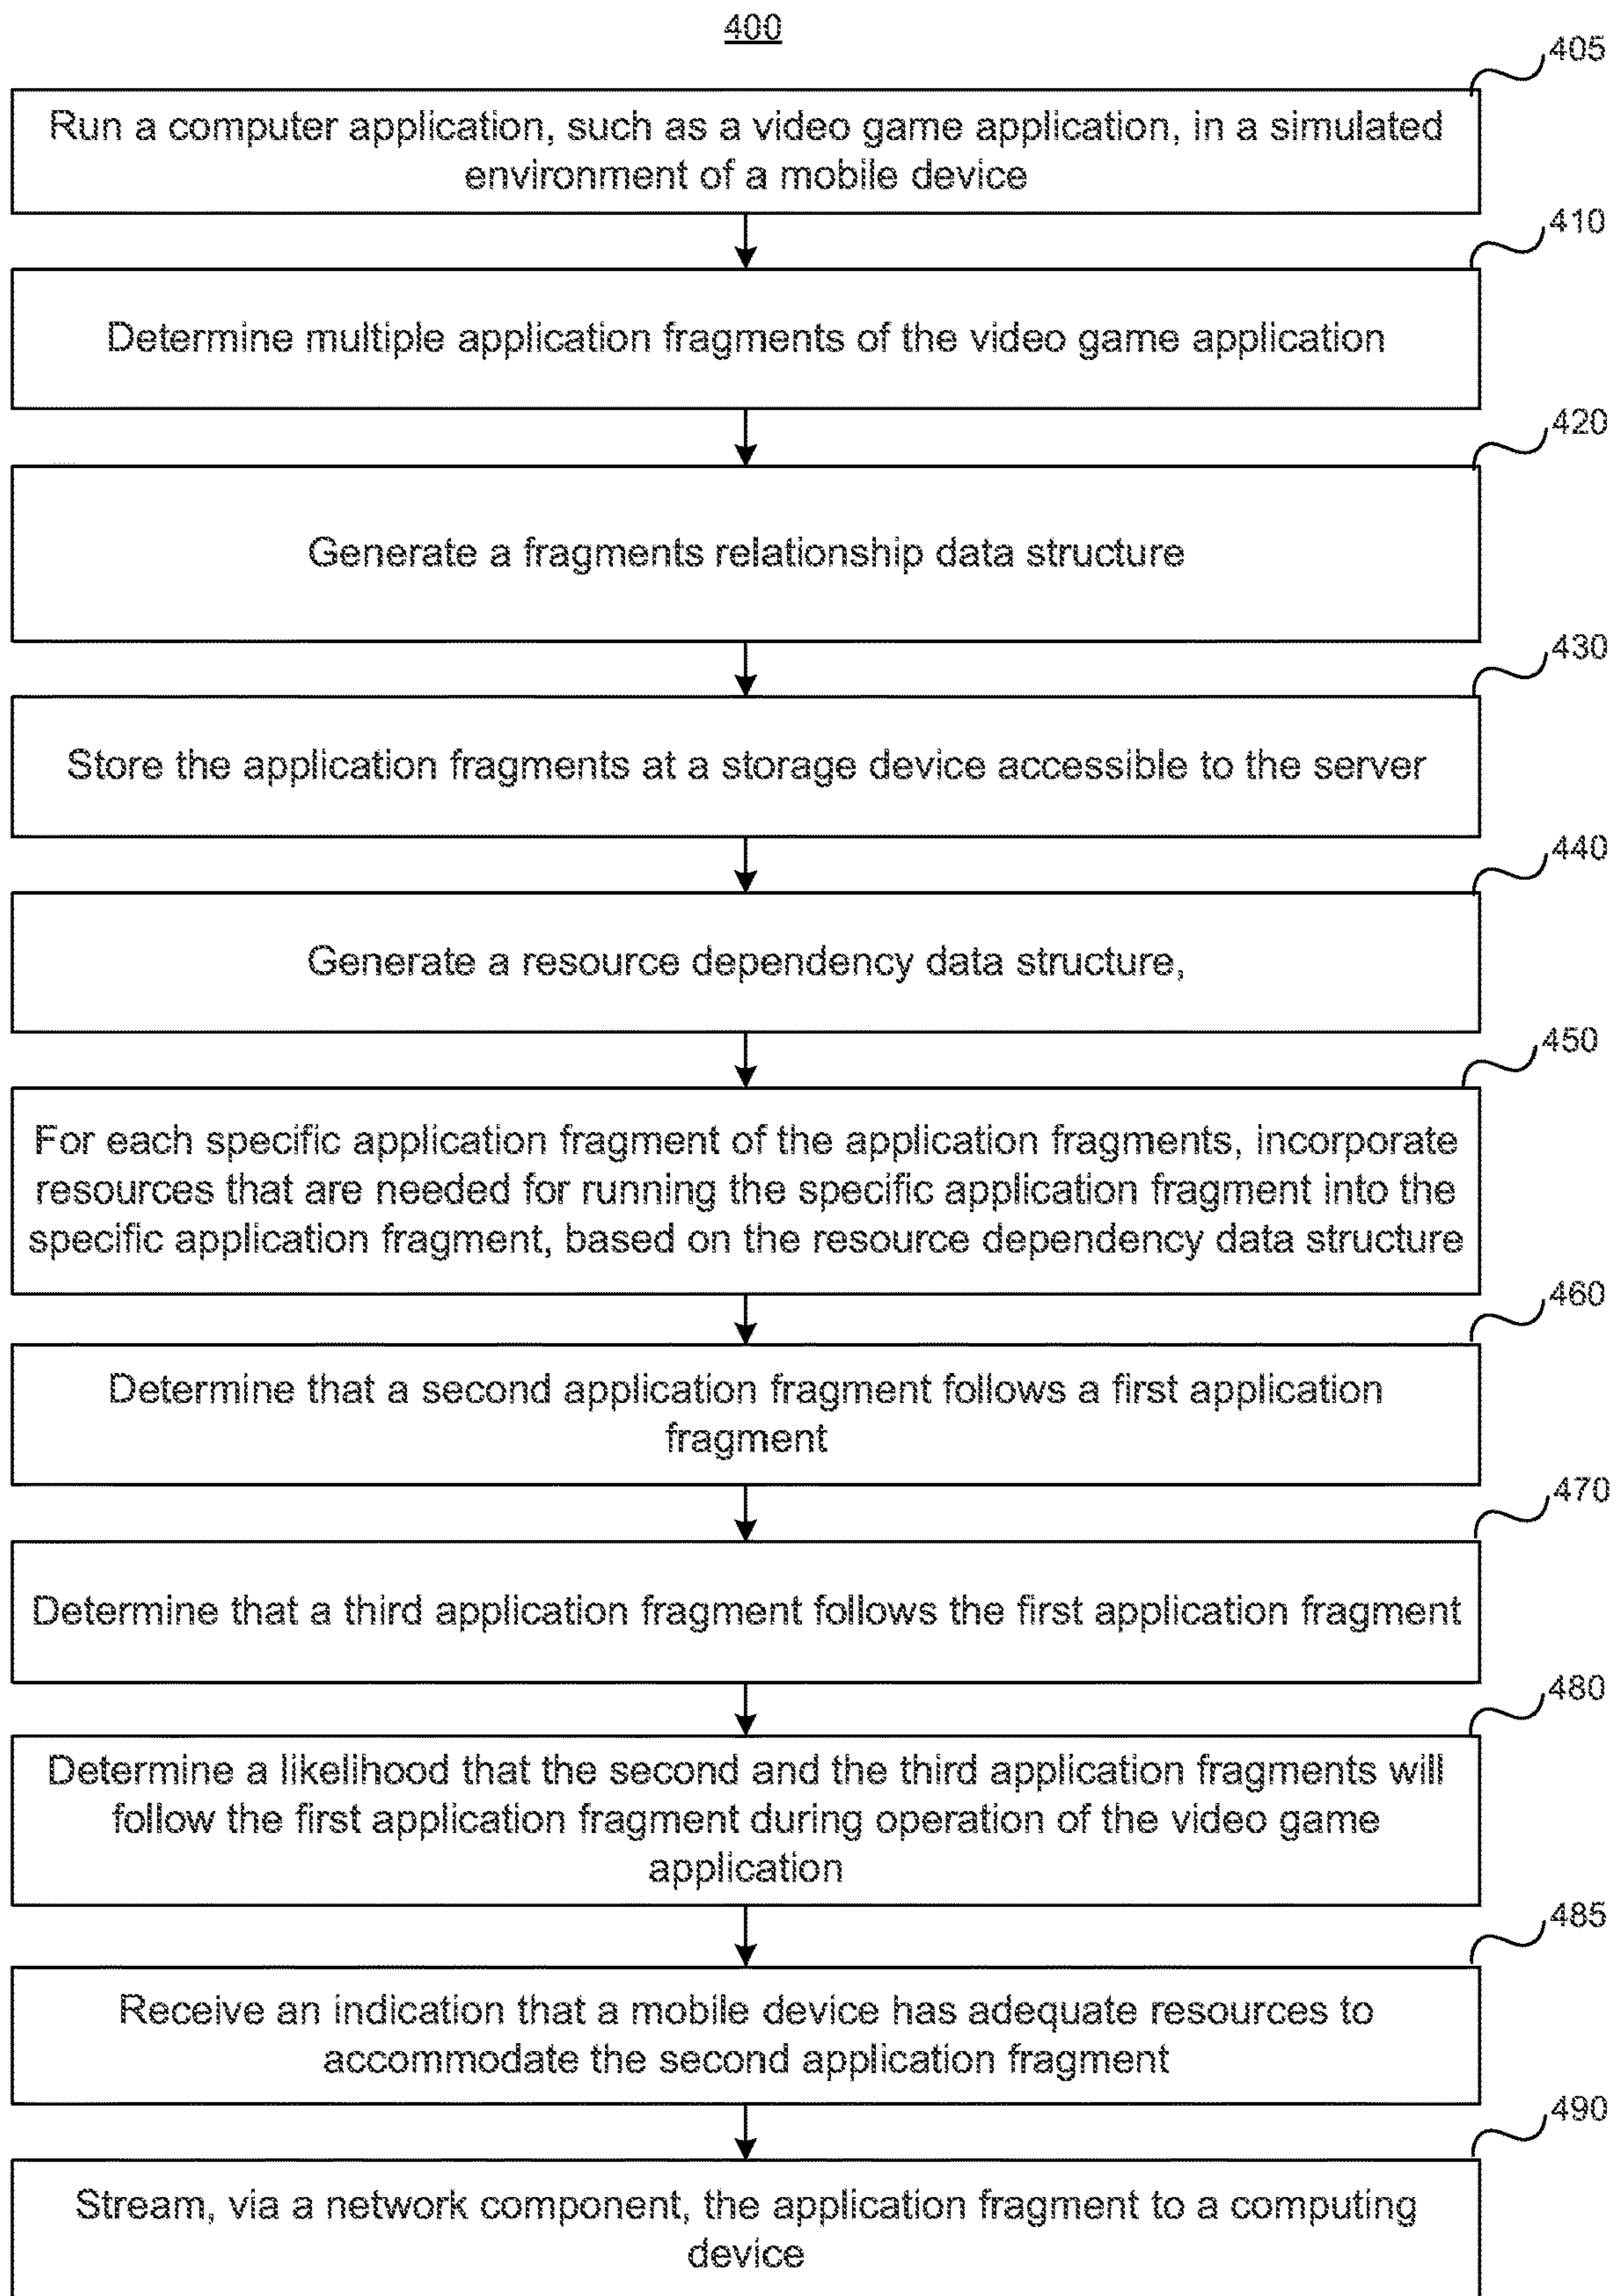 400
405
Run a computer application, such as a video game application, in a simulated
environment of a mobile device
410
Determine multiple application fragments of the video game application
420
Generate a fragments relationship data structure
430
Store the application fragments at a storage device accessible to the server
440
Generate a resource dependency data structure,
450
For each specific application fragment of the application fragments, incorporate
resources that are needed for running the specific application fragment into the
specific application fragment, based on the resource dependency data structure
460
Determine that a second application fragment follows a first application
fragment
470
Determine that a third application fragment follows the first application fragment
480
Determine a likelihood that the second and the third application fragments will
follow the first application fragment during operation of the video game
application
485
Receive an indication that a mobile device has adequate resources to
accommodate the second application fragment
490
Stream, via a network component, the application fragment to a computing
device